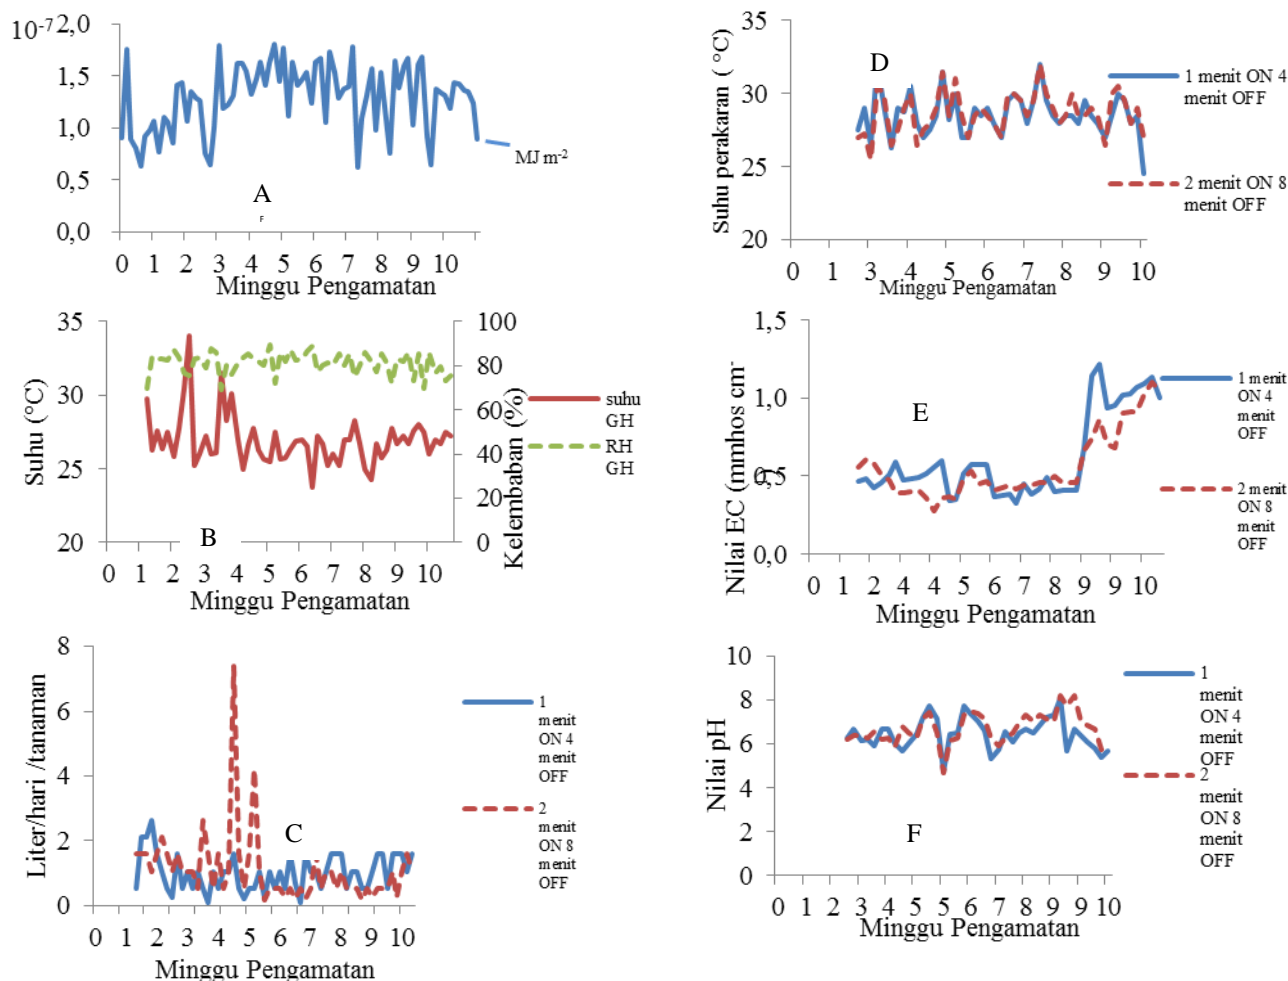 10-7
2,0
1,5
1,0
0,5
0,0
A
F
MJ m-2
0 1 2 3 4 5 6 7 8 9 10
Minggu Pengamatan
35
30
25
20
Suhu perakaran ( °C)
D
1 menit ON 4
menit OFF
2 menit ON 8
menit OFF
0 1 3 4 5 6 7 8 9 10
Minggu Pengamatan
35
30
25
20
Suhu (°C)
100
80
60
40
20
0
Kelembaban (%)
B
suhu
GH
RH
GH
0 1 2 3 4 5 6 7 8 9 10
Minggu Pengamatan
1,5
1,0
0,5
0,0
Nilai EC (mmhos cm-
)
E
1 menit
ON 4
menit
OFF
2 menit
ON 8
menit
OFF
0 1 2 3 4 5 6 7 8 9 10
Minggu Pengamatan
8
6
4
2
0
Liter/hari /tanaman
C
1
menit
ON 4
menit
OFF
2
menit
ON 8
menit
OFF
0 0 1 2 3 4 5 6 7 8 9 10
Minggu Pengamatan
10
8
6
4
2
0
Nilai pH
F
1
menit
ON 4
menit
OFF
2
menit
ON 8
menit
OFF
0 1 2 3 4 5 5 6 7 8 9 10
Minggu Pengamatan